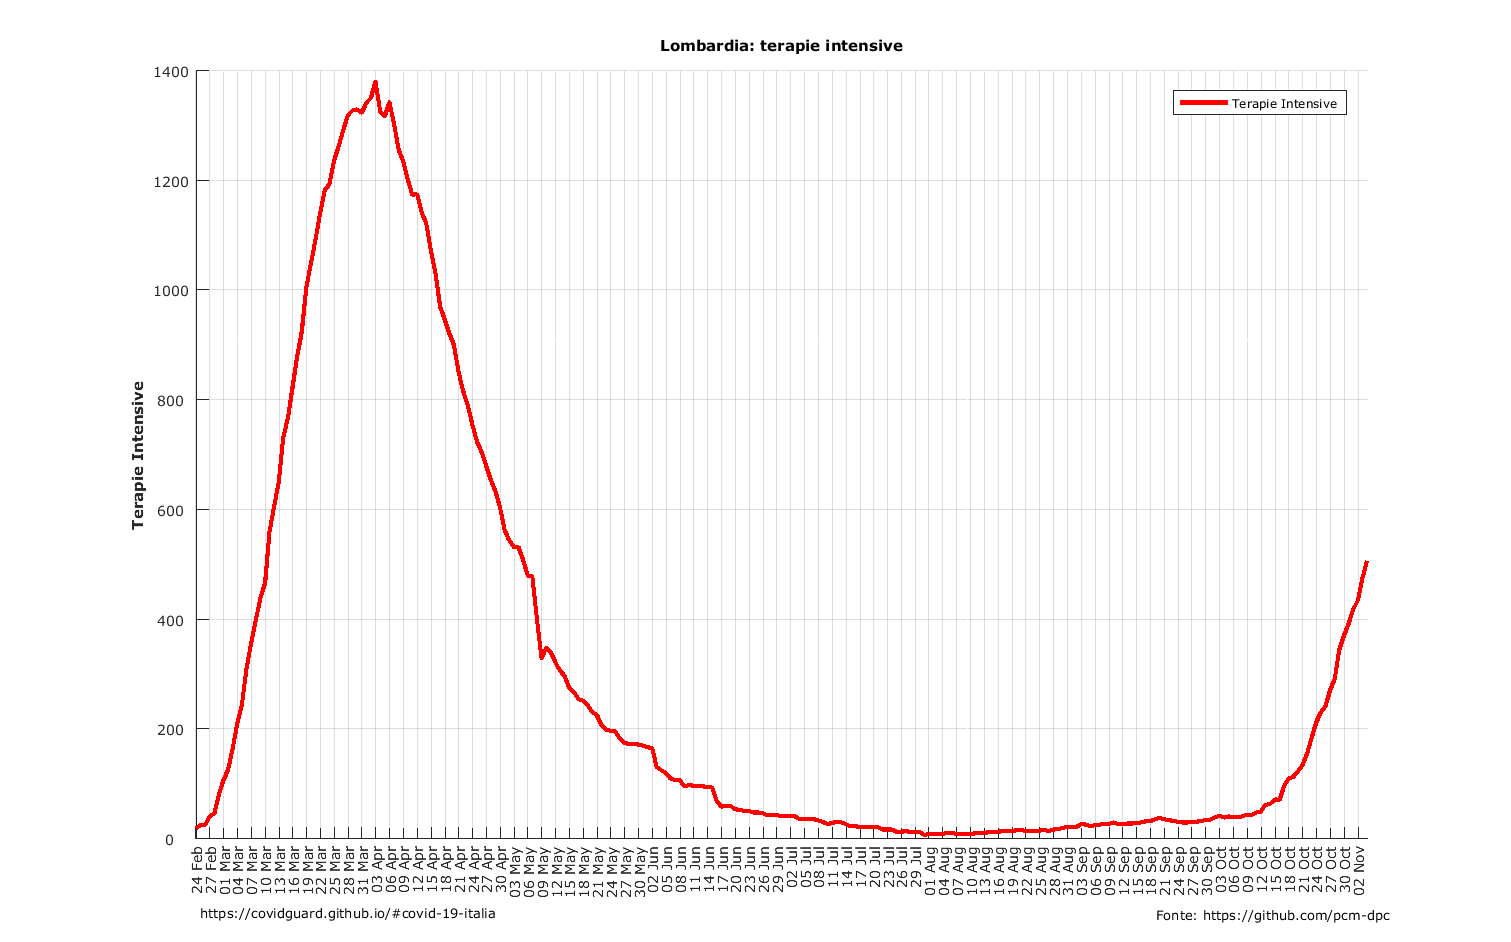 Lombardia: terapie intensive
Terapie Intensive
1400
1200
1000
800
600
400
200
0
Terapie Intensive
24 Feb
27 Feb
01 Mar
04 Mar
07 Mar
10 Mar
13 Mar
16 Mar
19 Mar
22 Mar
25 Mar
28 Mar
31 Mar
03 Apr
06 Apr
09 Apr
12 Apr
15 Apr
18 Apr
21 Apr
24 Apr
27 Apr
30 Apr
03 May
06 May
09 May
12 May
15 May
18 May
21 May
24 May
27 May
30 May
02 Jun
05 Jun
08 Jun
11 Jun
14 Jun
17 Jun
20 Jun
23 Jun
26 Jun
29 Jun
02 Jul
05 Jul
08 Jul
11 Jul
14 Jul
17 Jul
20 Jul
23 Jul
26 Jul
29 Jul
01 Aug
04 Aug
07 Aug
10 Aug
13 Aug
16 Aug
19 Aug
22 Aug
25 Aug
28 Aug
31 Aug
03 Sep
06 Sep
09 Sep
12 Sep
15 Sep
18 Sep
21 Sep
24 Sep
27 Sep
30 Sep
03 Oct
06 Oct
09 Oct
12 Oct
15 Oct
18 Oct
21 Oct
24 Oct
27 Oct
30 Oct
02 Nov
https://covidguard.github.io/#covid-19-italia
Fonte: https://github.com/pcm-dpc